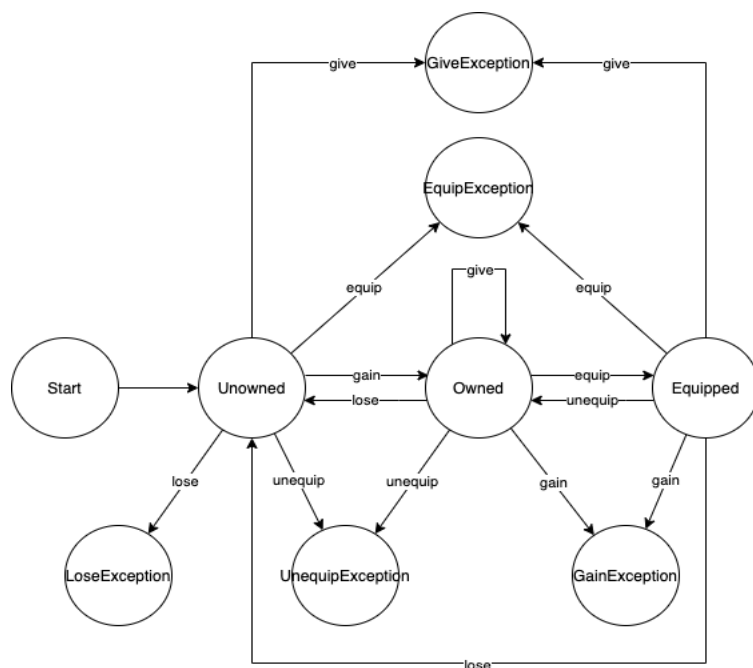 give
GiveException
give
EquipException
give
equip
equip
Start
Unowned
gain
lose
Owned
equip
unequip
Equipped
lose
unequip
unequip
gain
gain
LoseException
UnequipException
GainException
lose